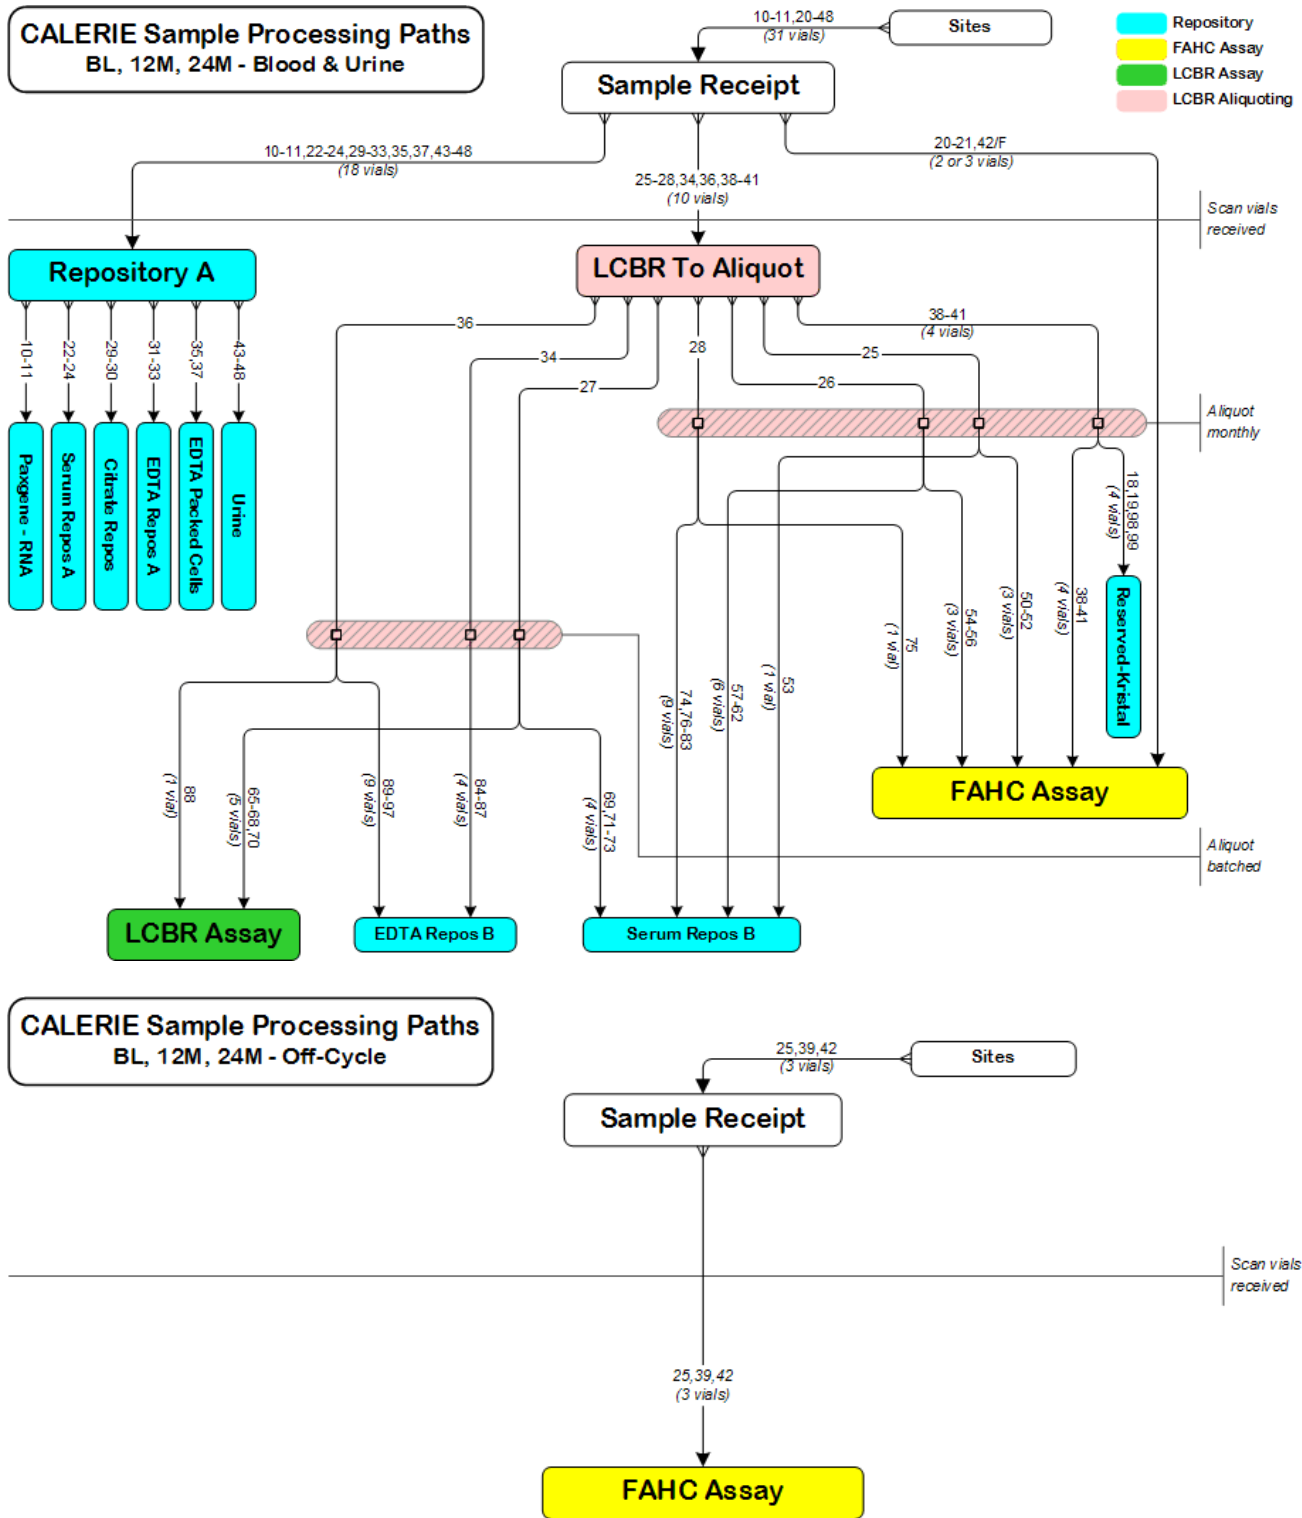 CALERIE Sample Processing Paths
BL, 12M, 24M - Blood & Urine
10-11,20-48
(31 vials)
Sites
Repository
FAHC Assay
LCBR Assay
LCBR Aliquoting
Sample Receipt
10-11,22-24,29-33,35,37,43-48
(18 vials)
25-28,34,36,38-41
(10 vials)
20-21,42/F
(2 or 3 vials)
Scan vials
received
Repository A
LCBR To Aliquot
10-11
22-24
29-30
31-33
35,37
43-48
36
34
27
28
26
25
38-41
(4 vials)
Aliquot
monthly
Paxgene - RNA
Serum Repos A
Citrate Repos
EDTA Repos A
EDTA Packed Cells
Urine
18,19,98,99
(4 vials)
Reserved-Kristal
88
(1 vial)
65-68,70
(5 vials)
89-97
(9 vials)
84-87
(4 vials)
69,71-73
(4 vials)
74,76-83
(9 vials)
57-62
(6 vials)
53
(1 vial)
75
(1 vial)
54-56
(3 vials)
50-52
(3 vials)
38-41
(4 vials)
FAHC Assay
Aliquot
batched
LCBR Assay
EDTA Repos B
Serum Repos B
CALERIE Sample Processing Paths
BL, 12M, 24M - Off-Cycle
25,39,42
(3 vials)
Sites
Sample Receipt
Scan vials
received
25,39,42
(3 vials)
FAHC Assay